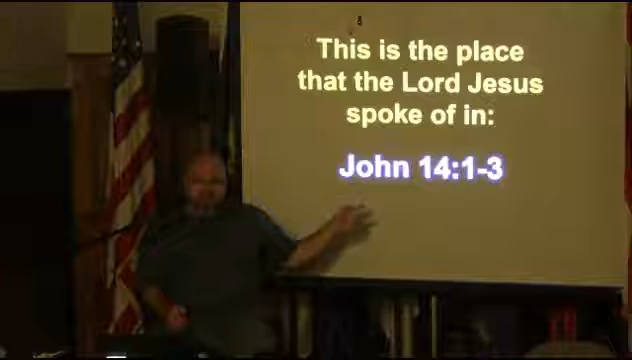 This is the place
that the Lord Jesus
spoke of in:
John 14:1-3